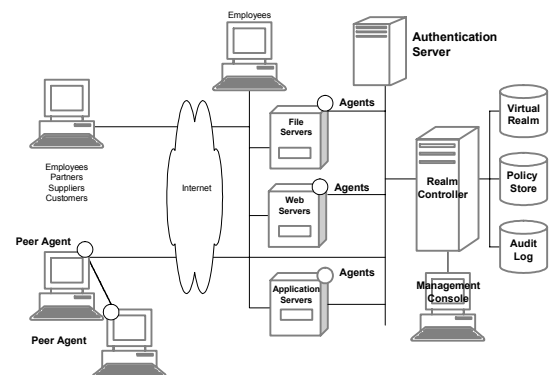 Employees
Authentication
Server
Agents
File
Servers
Virtual
Realm
Employees
Partners
Suppliers
Customers
Internet
Agents
Web
Servers
Realm
Controller
Policy
Store
Peer Agent
Agents
Application
Servers
Audit
Log
Management
Console
Peer Agent